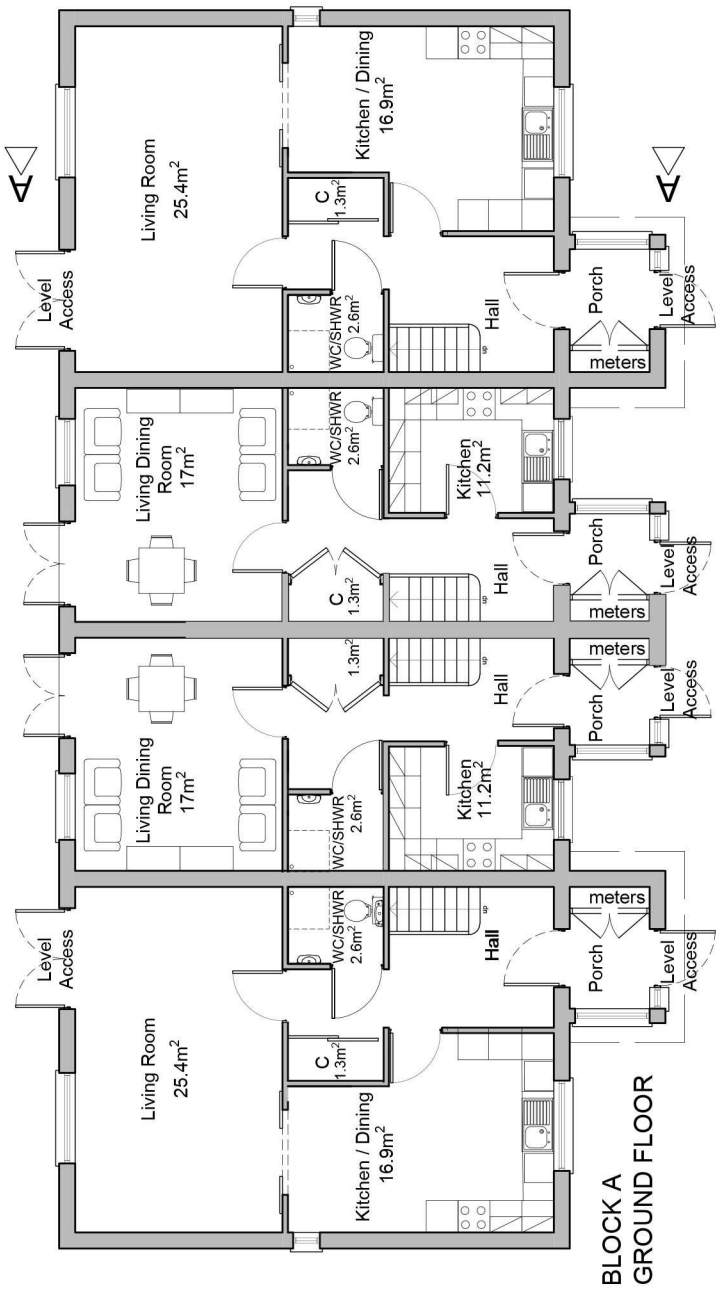 Level
Access
Living Room
25.4m²
C
1.3m²
WC/SHWR
2.6m²
Kitchen / Dining
16.9m²
Hall
up
Porch
meters
Level
Access
Living Dining
Room
17m²
WC/SHWR
2.6m²
1.3m²
Kitchen
11.2m²
Hall
up
Porch
meters
Level
Access
Living Dining
Room
17m²
C
1.3m²
WC/SHWR
2.6m²
Kitchen
11.2m²
Hall
up
Porch
meters
Level
Access
Level
Access
Living Room
25.4m²
WC/SHWR
2.6m²
C
1.3m²
Kitchen / Dining
16.9m²
Hall
up
Porch
meters
Level
Access
A
A
BLOCK A
GROUND FLOOR